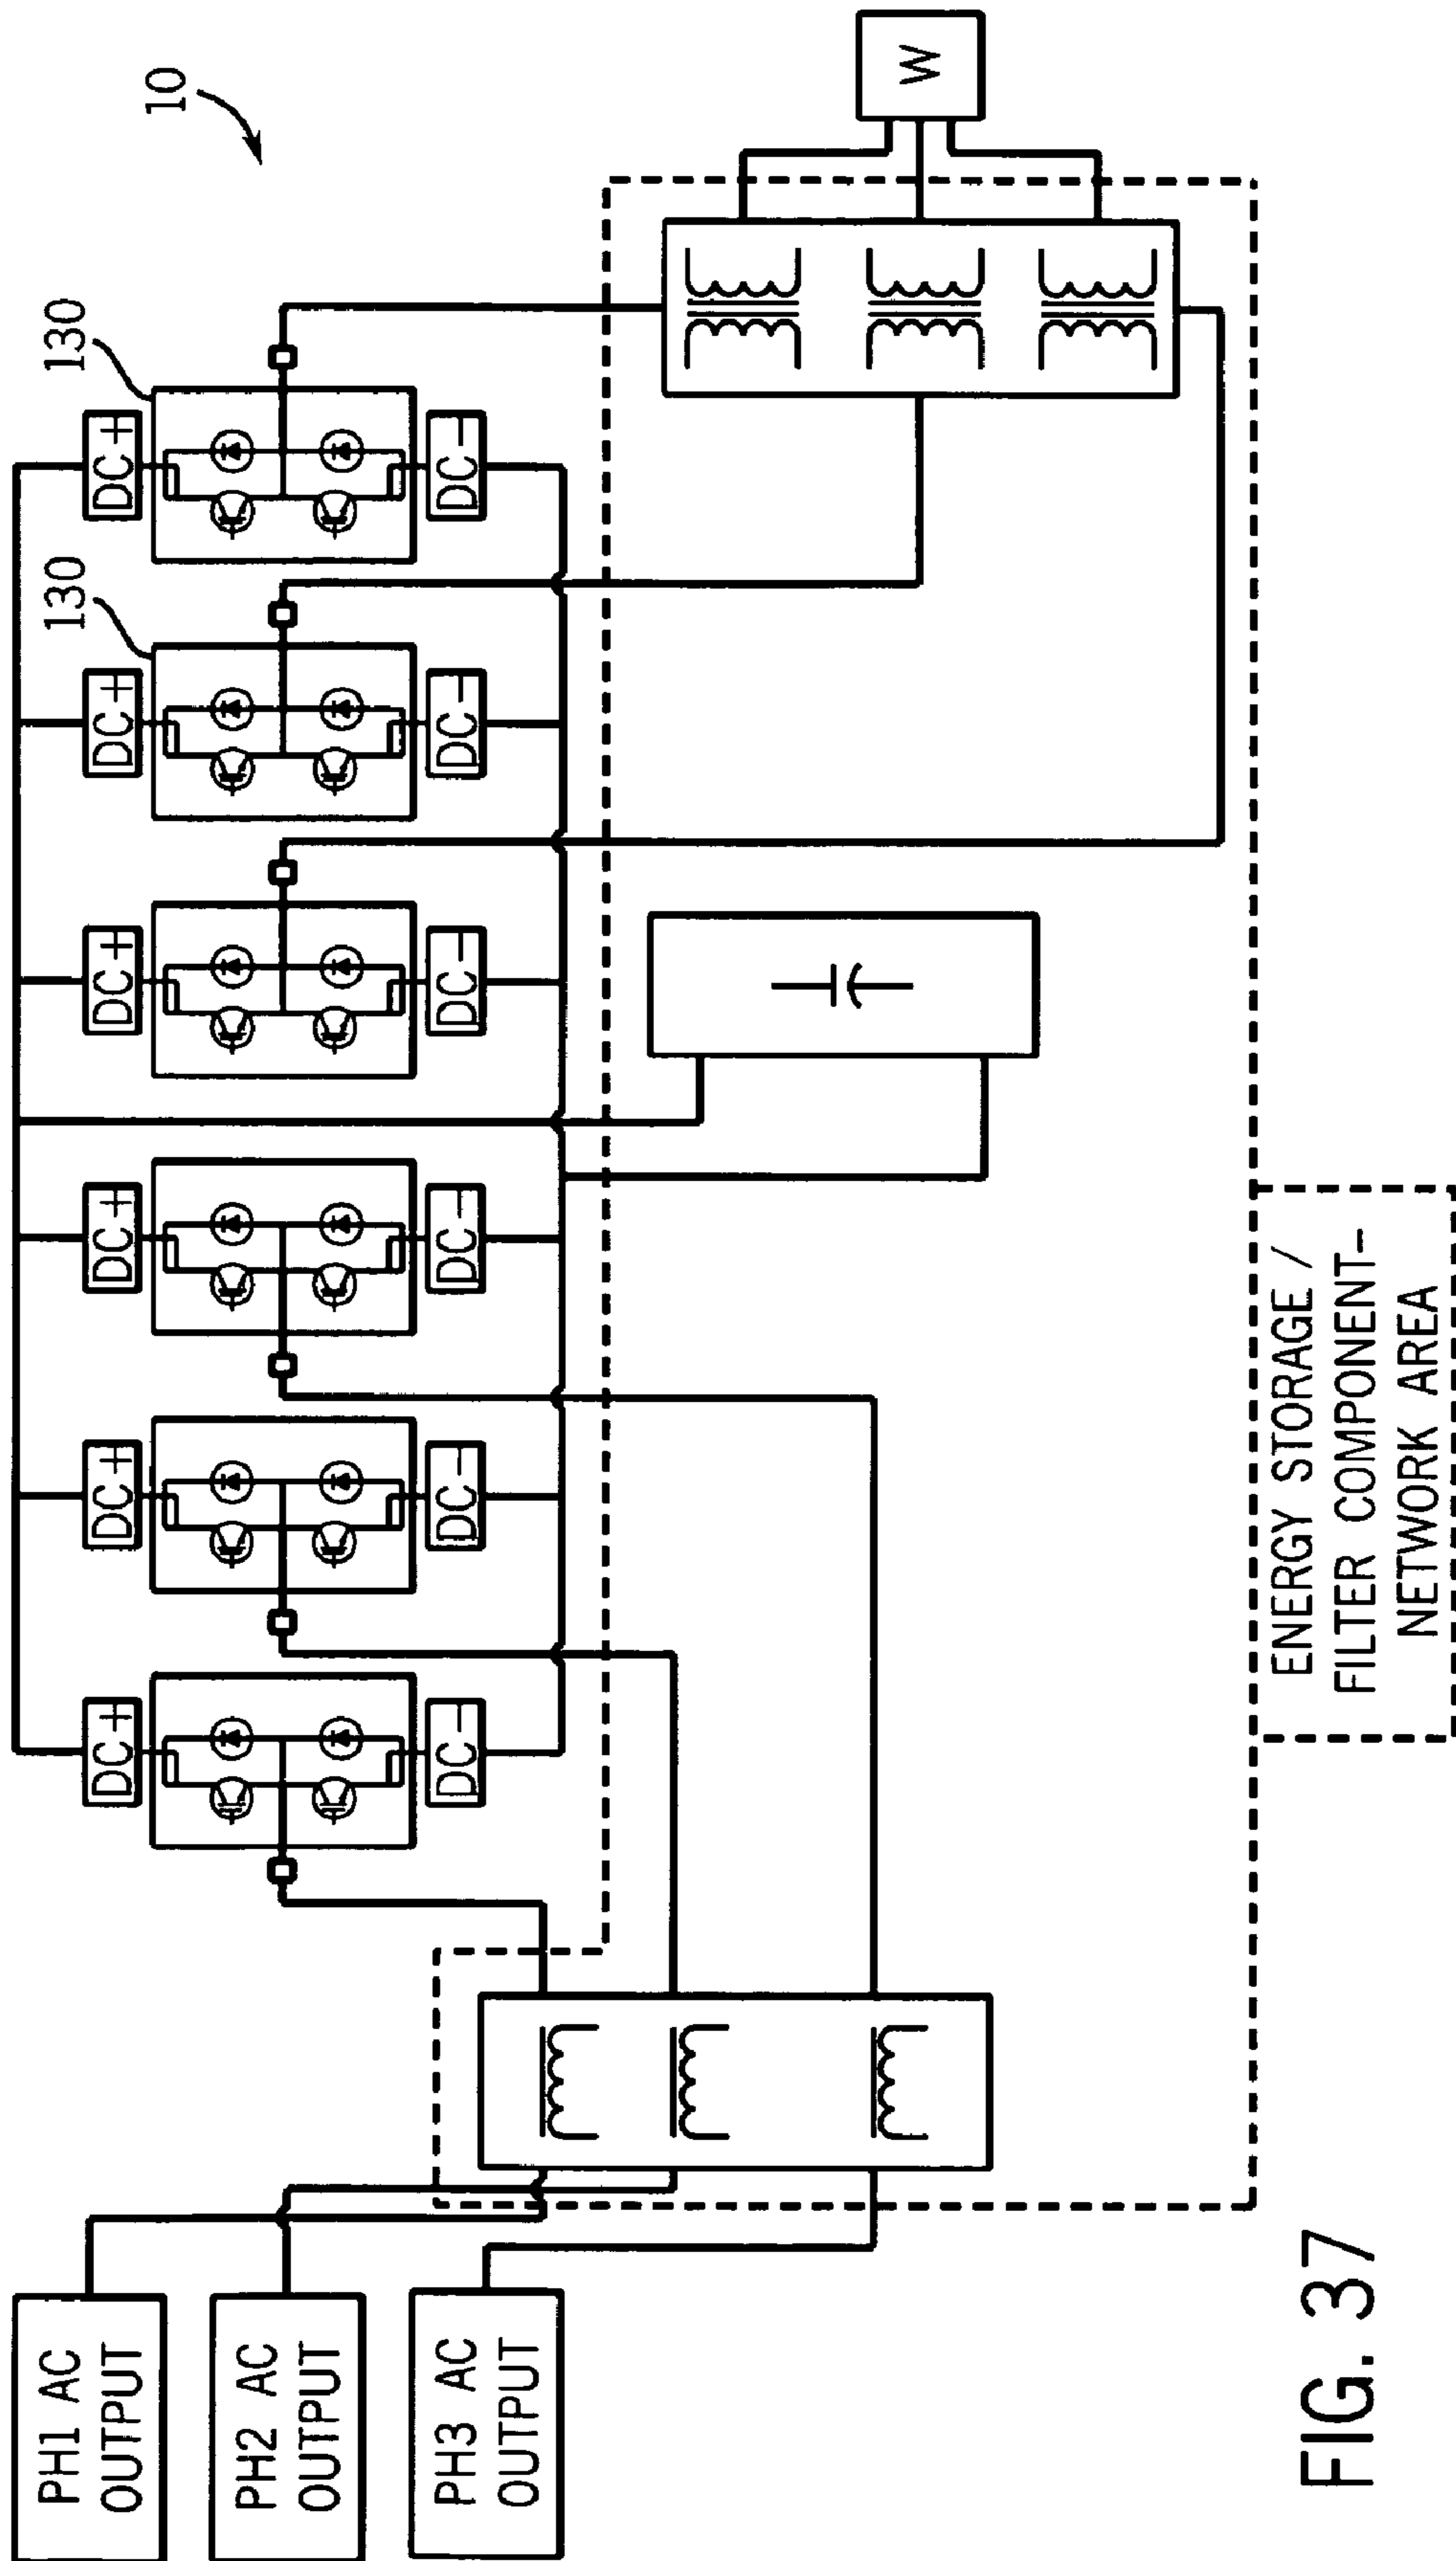 10
130
130
PH1 AC
OUTPUT
PH2 AC
OUTPUT
PH3 AC
OUTPUT
DC+
DC+
DC+
DC+
DC+
DC+
DC−
DC−
DC−
DC−
DC−
DC−
W
ENERGY STORAGE /
FILTER COMPONENT–
NETWORK AREA
FIG. 37